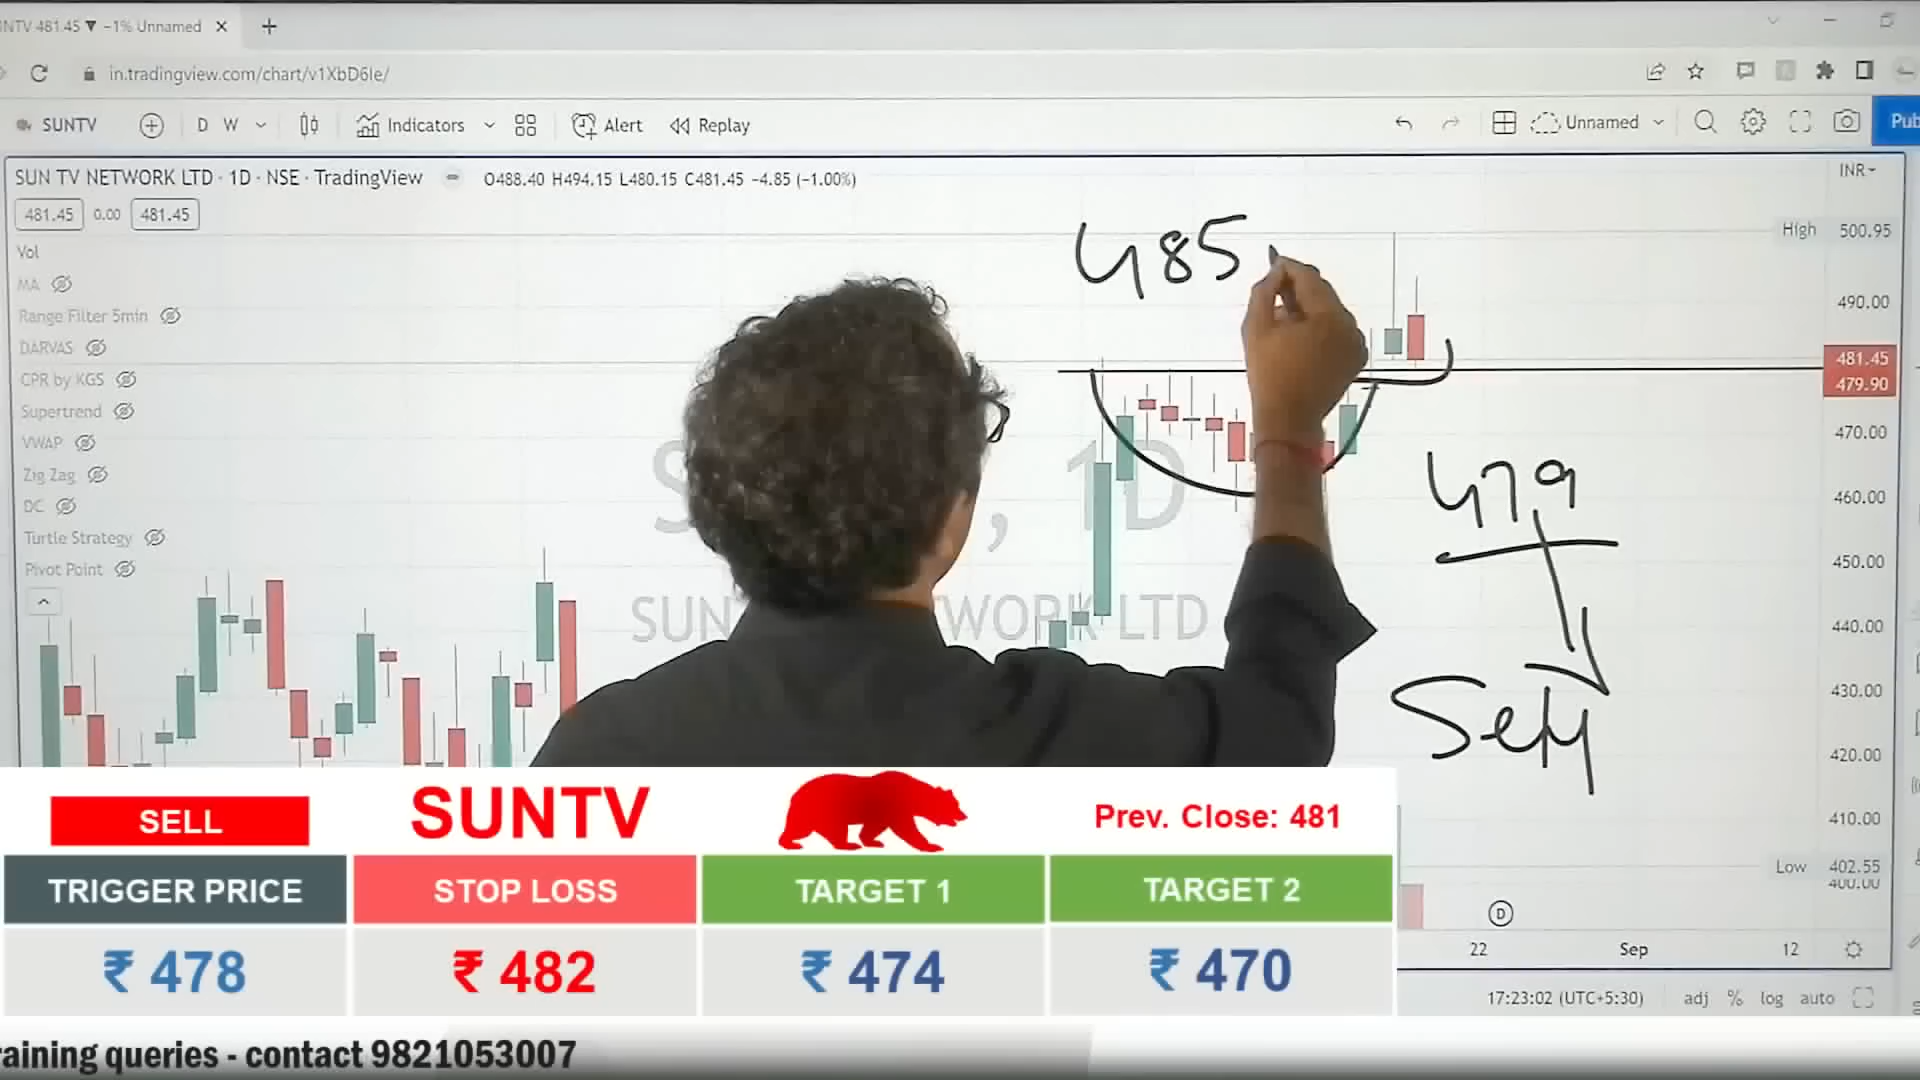 NTV 481.45 ▼ −1% Unnamed
in.tradingview.com/chart/v1XbD6le/
SUNTV D W Indicators Alert Replay Unnamed Pub
SUN TV NETWORK LTD · 1D · NSE · TradingView O488.40 H494.15 L480.15 C481.45 −4.85 (−1.00%) INR
481.45 0.00 481.45
Vol
MA
Range Filter 5min
DARVAS
CPR by KGS
Supertrend
VWAP
Zig Zag
DC
Turtle Strategy
Pivot Point
485
479
Sell
S , 1D
SUN TWORK LTD
High 500.95
490.00
481.45
479.90
470.00
460.00
450.00
440.00
430.00
420.00
410.00
Low 402.55
400.00
D
22 Sep 12
17:23:02 (UTC+5:30) adj % log auto
SELL SUNTV Prev. Close: 481
TRIGGER PRICE STOP LOSS TARGET 1 TARGET 2
₹ 478 ₹ 482 ₹ 474 ₹ 470
raining queries - contact 9821053007